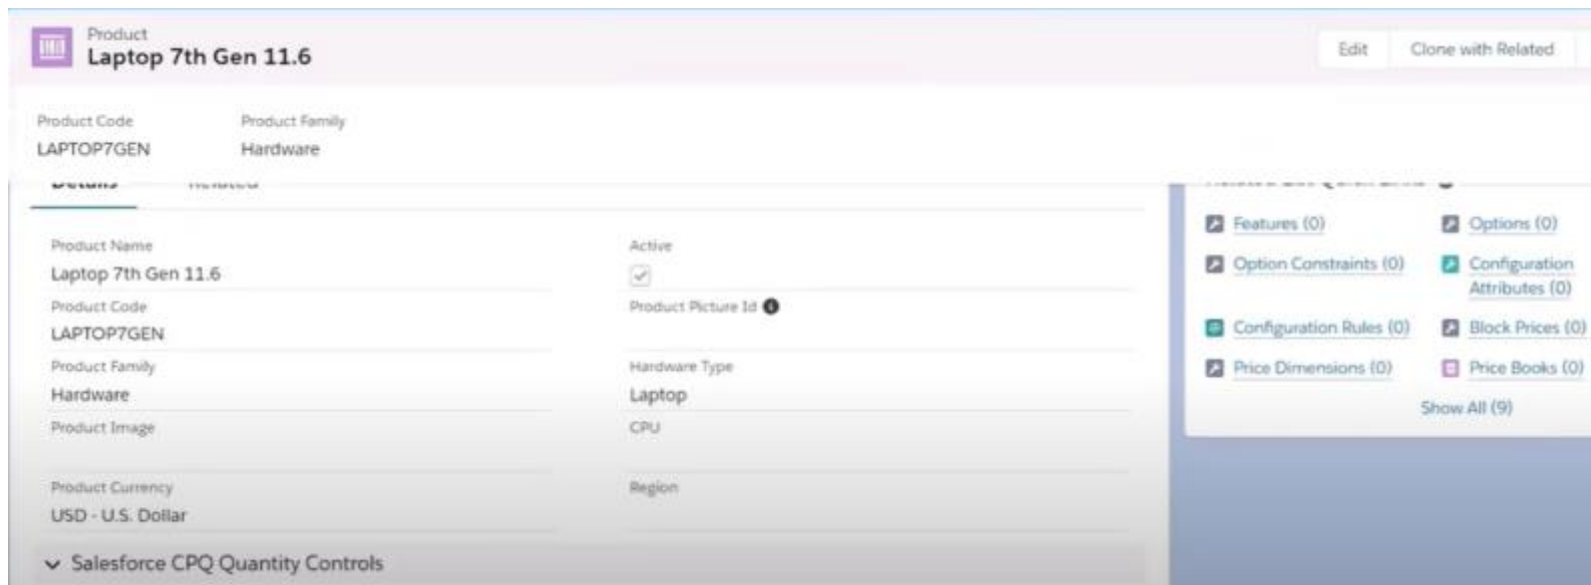 Product
Laptop 7th Gen 11.6
Edit
Clone with Related
Product Code
Product Family
LAPTOP7GEN
Hardware
Details
Related
Product Name
Laptop 7th Gen 11.6
Active
Product Code
LAPTOP7GEN
Product Picture Id
Product Family
Hardware
Hardware Type
Laptop
Product Image
CPU
Product Currency
USD - U.S. Dollar
Region
Salesforce CPQ Quantity Controls
Features (0)
Options (0)
Option Constraints (0)
Configuration
Attributes (0)
Configuration Rules (0)
Block Prices (0)
Price Dimensions (0)
Price Books (0)
Show All (9)